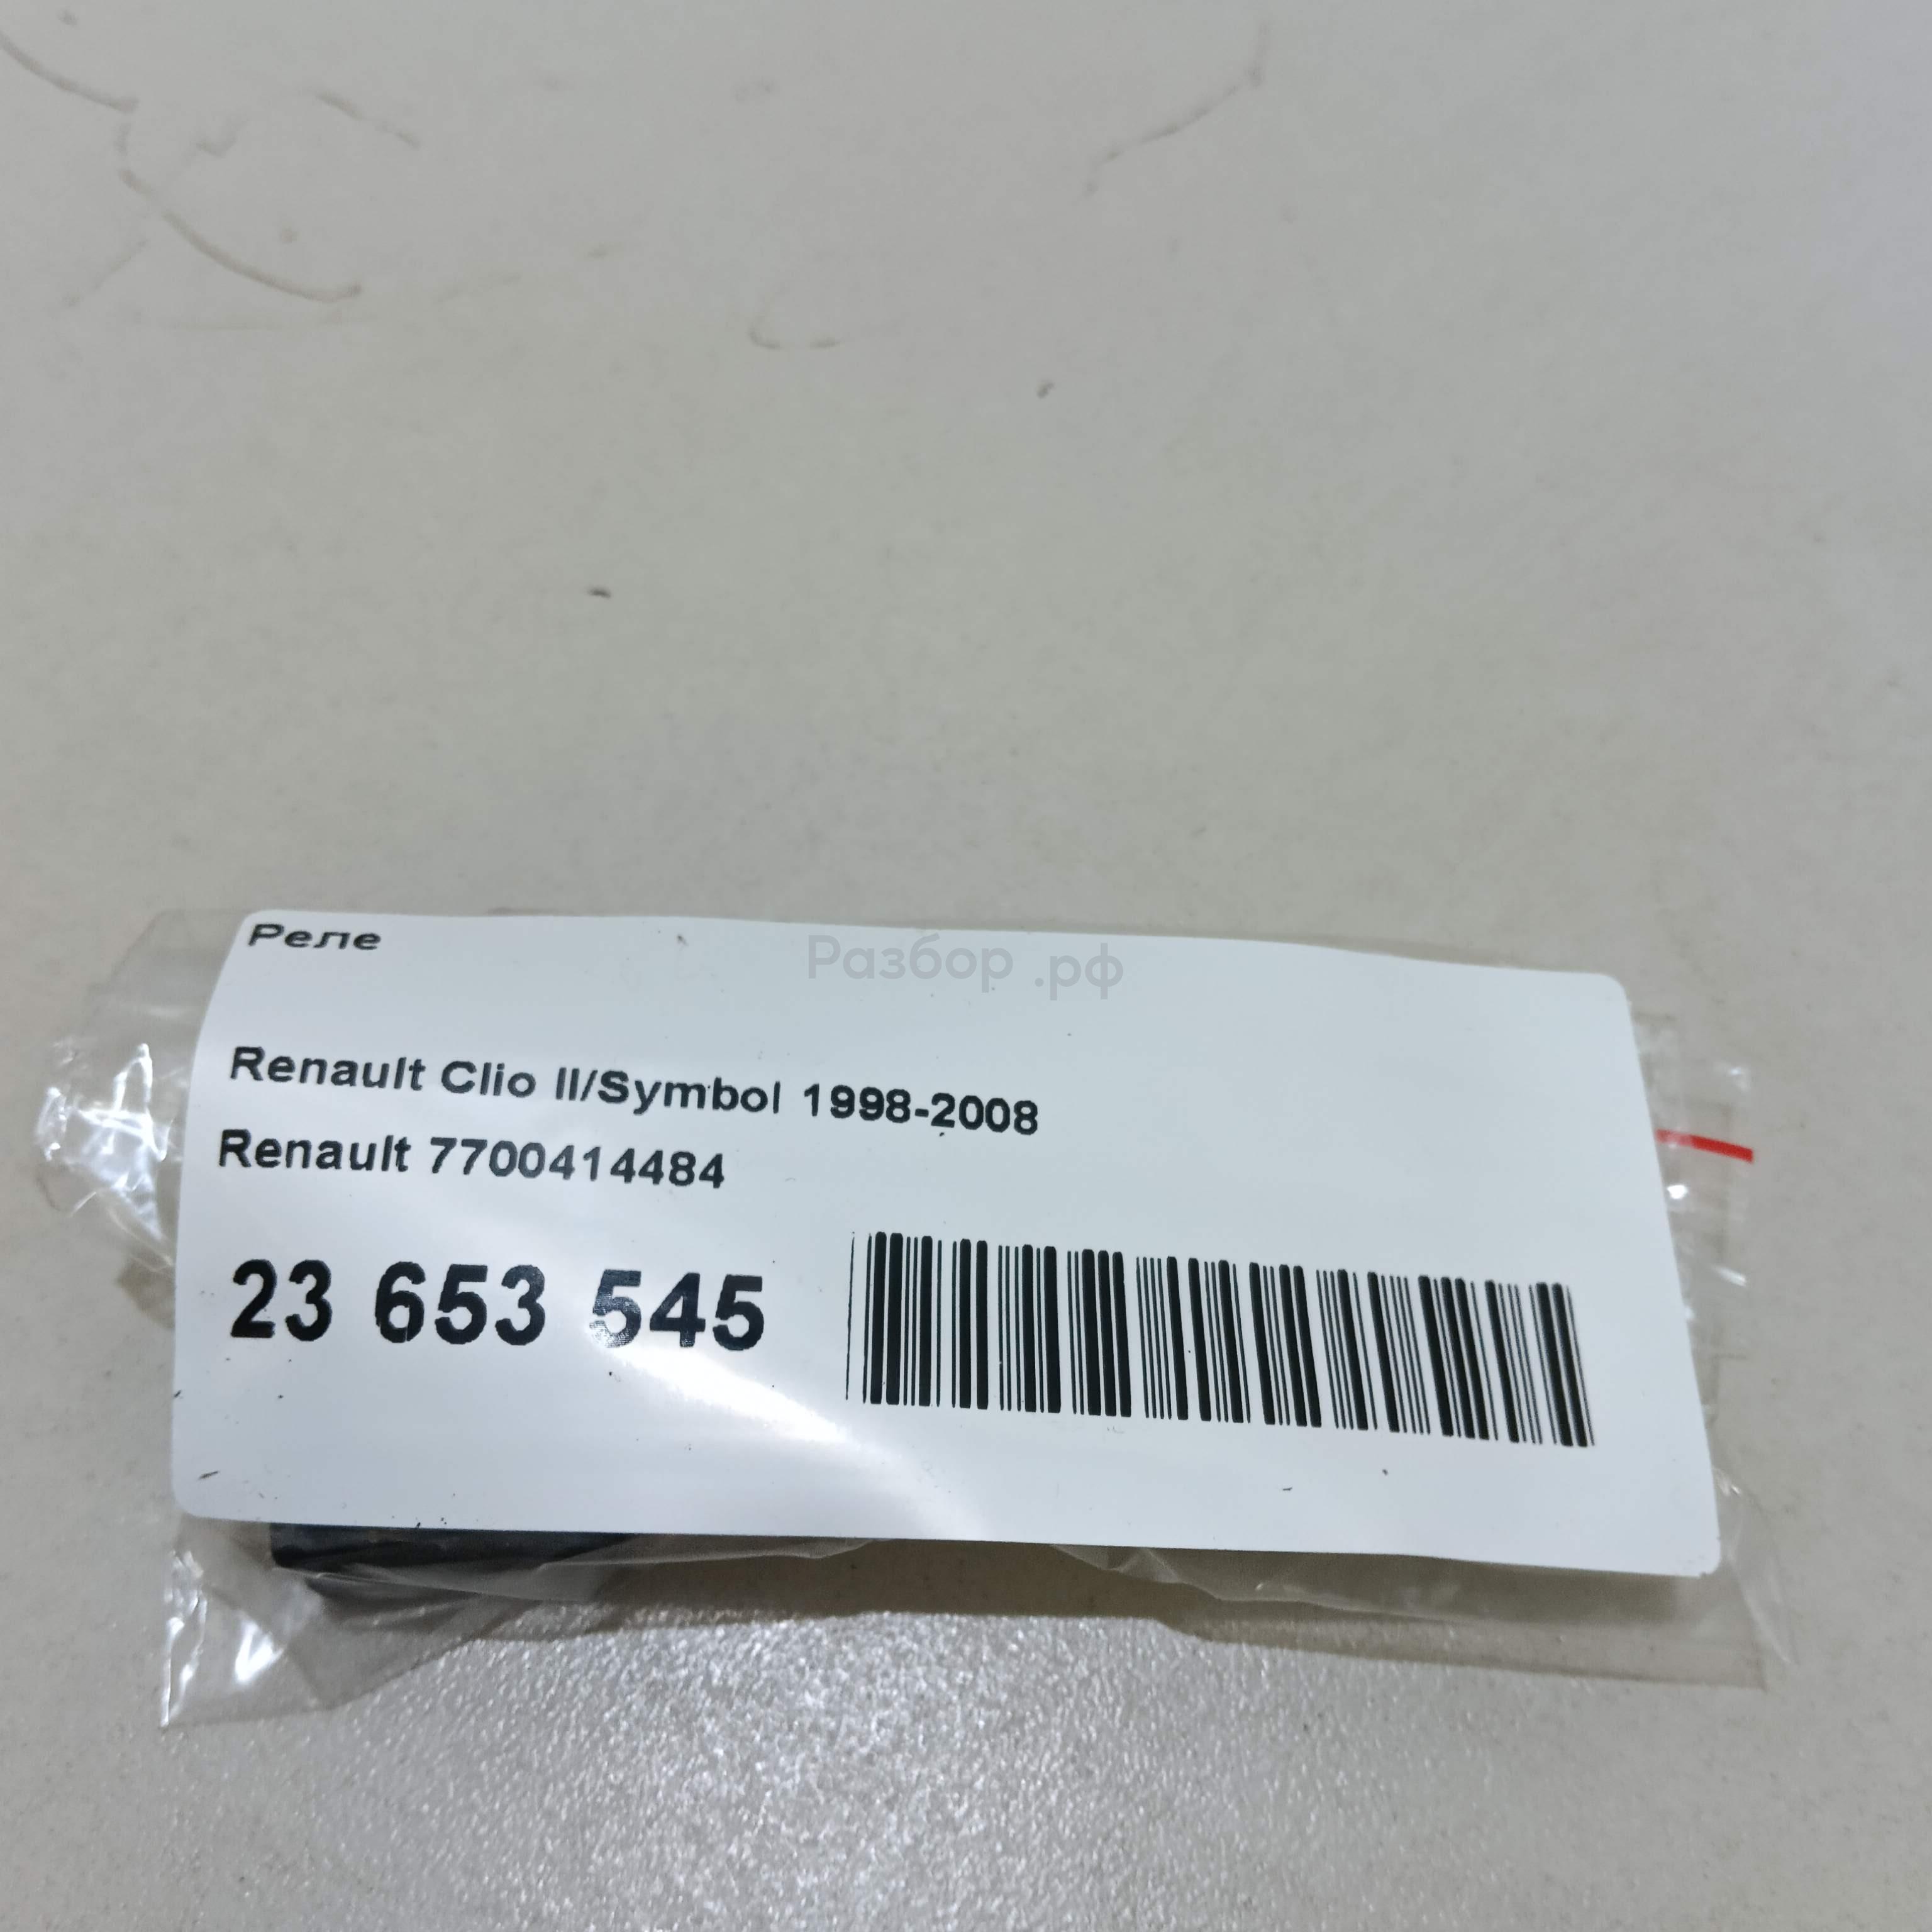 Реле
Разбор.рф
Renault Clio II/Symbol 1998-2008
Renault 7700414484
23 653 545